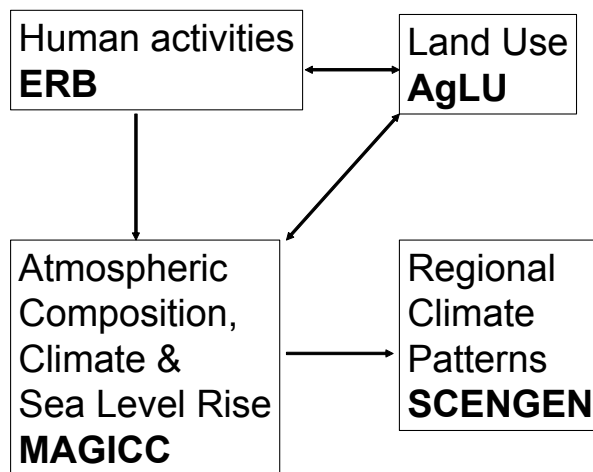 Human activities
ERB
Land Use
AgLU
Atmospheric
Composition,
Climate &
Sea Level Rise
MAGICC
Regional
Climate
Patterns
SCENGEN